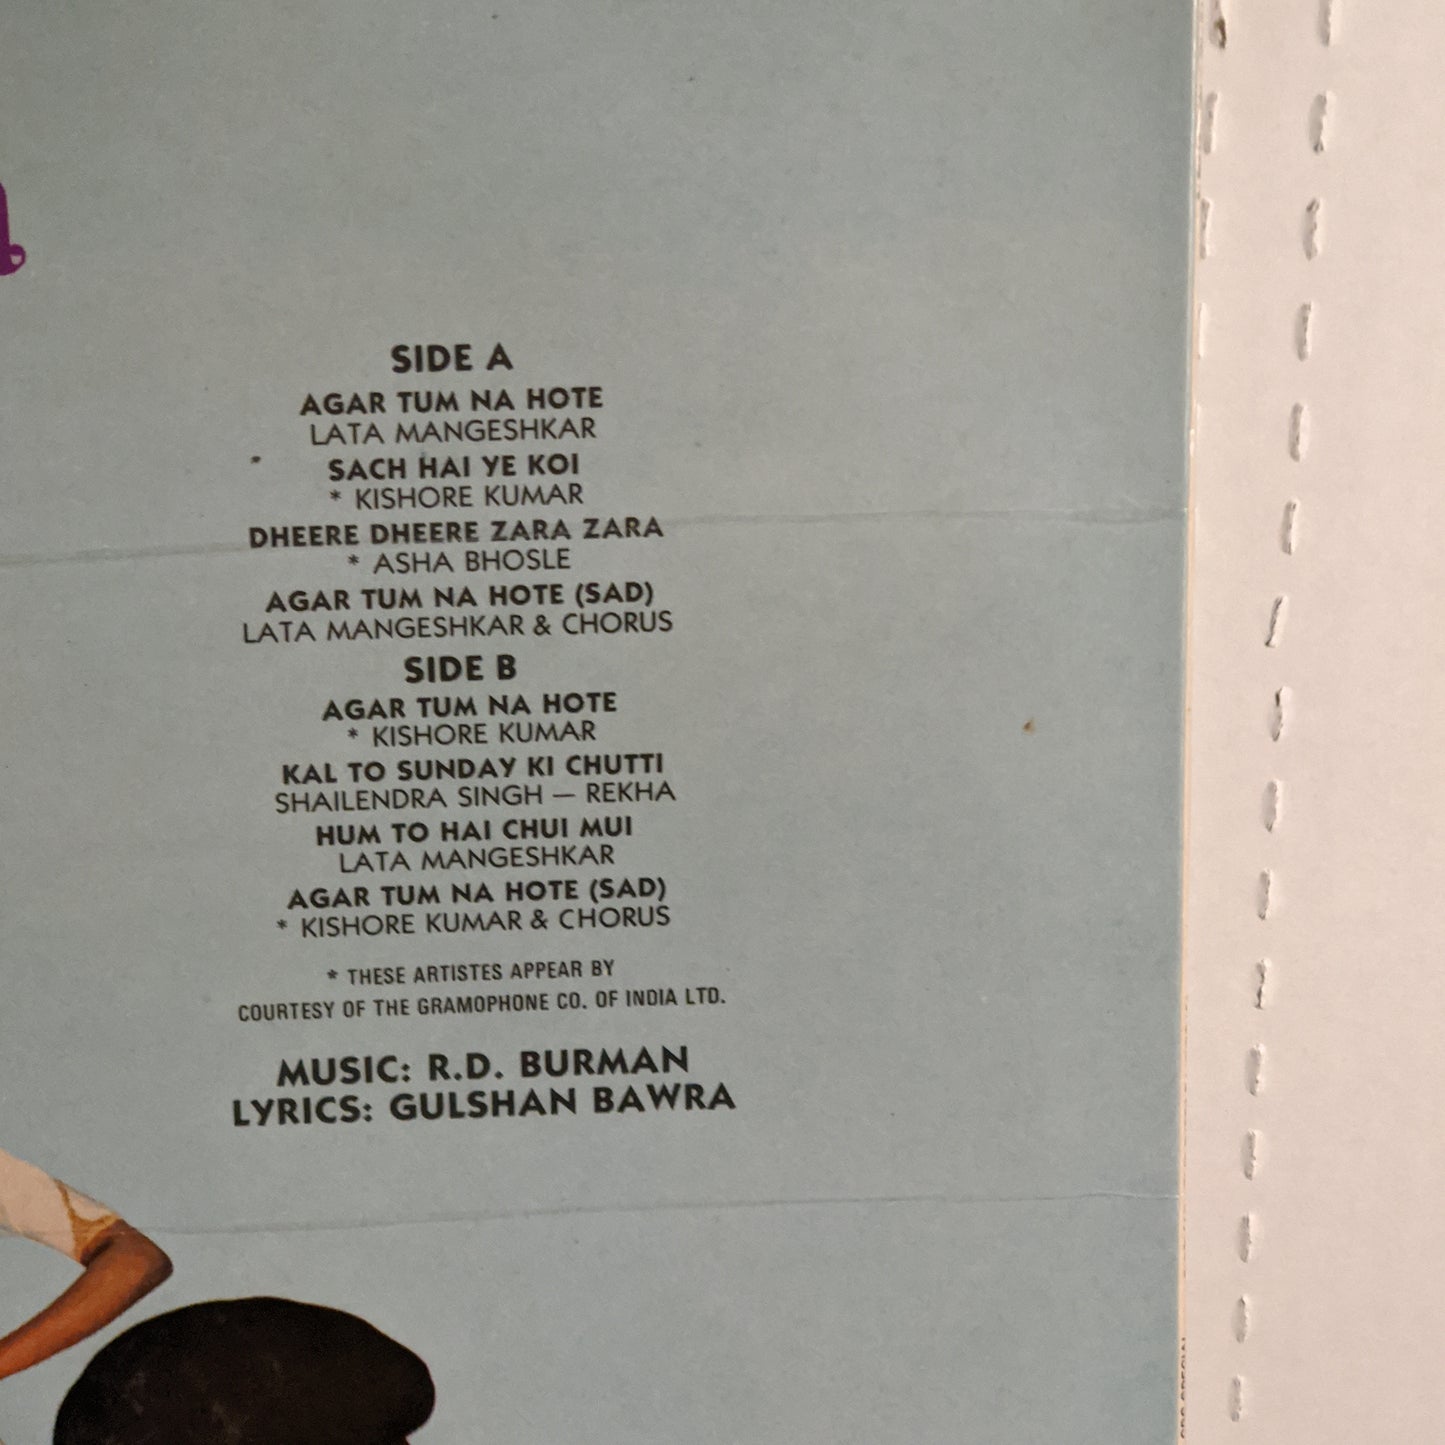 SIDE A
AGAR TUM NA HOTE
LATA MANGESHKAR
SACH HAI YE KOI
* KISHORE KUMAR
DHEERE DHEERE ZARA ZARA
* ASHA BHOSLE
AGAR TUM NA HOTE (SAD)
LATA MANGESHKAR & CHORUS
SIDE B
AGAR TUM NA HOTE
* KISHORE KUMAR
KAL TO SUNDAY KI CHUTTI
SHAILENDRA SINGH — REKHA
HUM TO HAI CHUI MUI
LATA MANGESHKAR
AGAR TUM NA HOTE (SAD)
* KISHORE KUMAR & CHORUS
* THESE ARTISTES APPEAR BY
COURTESY OF THE GRAMOPHONE CO. OF INDIA LTD.
MUSIC: R.D. BURMAN
LYRICS: GULSHAN BAWRA